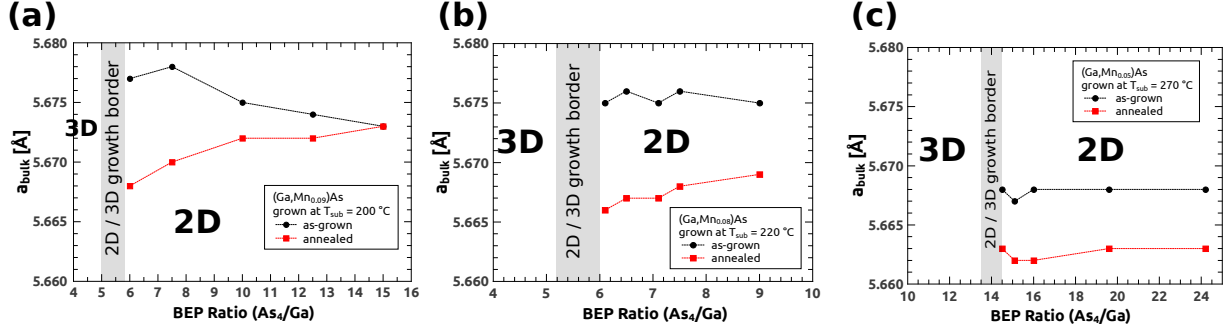 (a)
5.680
5.675
5.670
5.665
5.660
a_bulk [Å]
3D
2D / 3D growth border
2D
(Ga,Mn_0.09)As
grown at T_sub = 200 °C
as-grown
annealed
4 5 6 7 8 9 10 11 12 13 14 15 16
BEP Ratio (As_4/Ga)
(b)
5.680
5.675
5.670
5.665
5.660
a_bulk [Å]
3D
2D / 3D growth border
2D
(Ga,Mn_0.08)As
grown at T_sub = 220 °C
as-grown
annealed
4 5 6 7 8 9 10
BEP Ratio (As_4/Ga)
(c)
5.680
5.675
5.670
5.665
5.660
a_bulk [Å]
3D
2D / 3D growth border
2D
(Ga,Mn_0.05)As
grown at T_sub = 270 °C
as-grown
annealed
10 12 14 16 18 20 22 24
BEP Ratio (As_4/Ga)